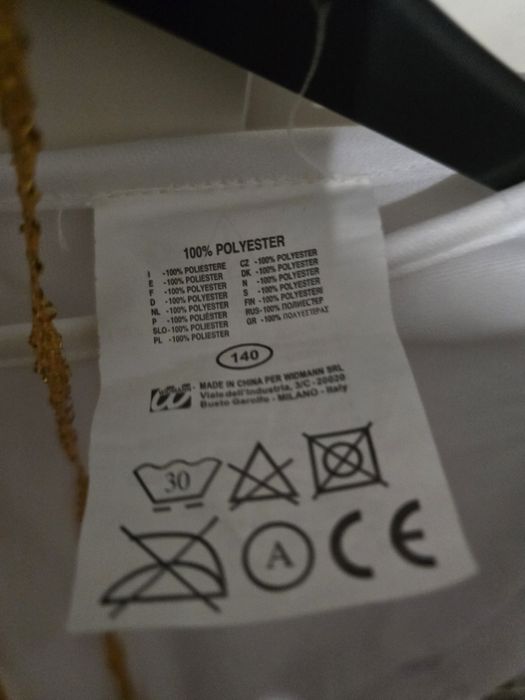 100% POLYESTER
I -100% POLIESTERE
E -100% POLIESTER
F -100% POLYESTER
D -100% POLYESTER
NL -100% POLYESTER
P -100% POLIÉSTER
SLO-100% POLIESTER
PL -100% POLYESTER
CZ -100% POLYESTER
DK -100% POLYESTER
N -100% POLYESTER
S -100% POLYESTER
FIN -100% POLYESTERI
RUS-100% ПОЛИЭСТЕР
GR -100% ΠΟΛΥΕΣΤΕΡΑΣ
140
MADE IN CHINA PER WIDMANN SRL
Viale dell'Industria, 3/C - 20020
Busto Garolfo - MILANO - Italy
30
A
CE